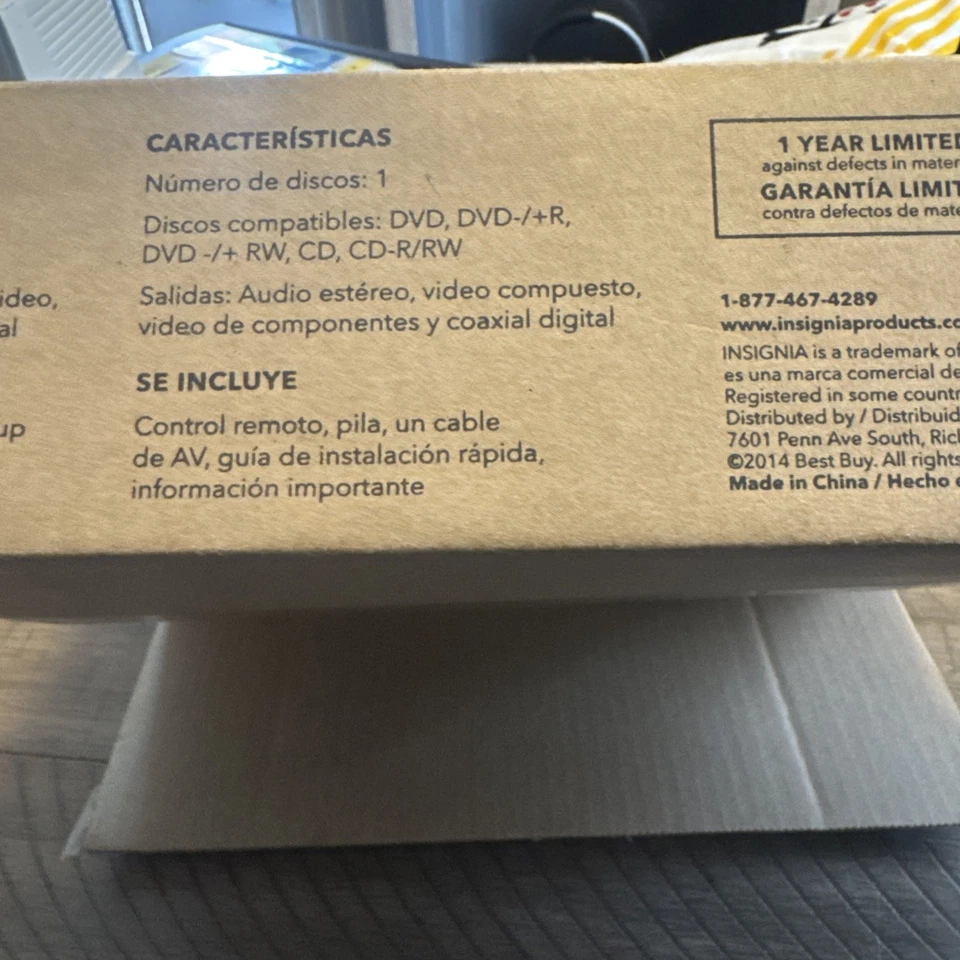 ideo,
al
up
CARACTERÍSTICAS
Número de discos: 1
Discos compatibles: DVD, DVD-/+R,
DVD -/+ RW, CD, CD-R/RW
Salidas: Audio estéreo, video compuesto,
video de componentes y coaxial digital
SE INCLUYE
Control remoto, pila, un cable
de AV, guía de instalación rápida,
información importante
1 YEAR LIMITED
against defects in mater
GARANTÍA LIMIT
contra defectos de mate
1-877-467-4289
www.insigniaproducts.co
INSIGNIA is a trademark of
es una marca comercial de
Registered in some countr
Distributed by / Distribuid
7601 Penn Ave South, Rich
©2014 Best Buy. All rights
Made in China / Hecho e